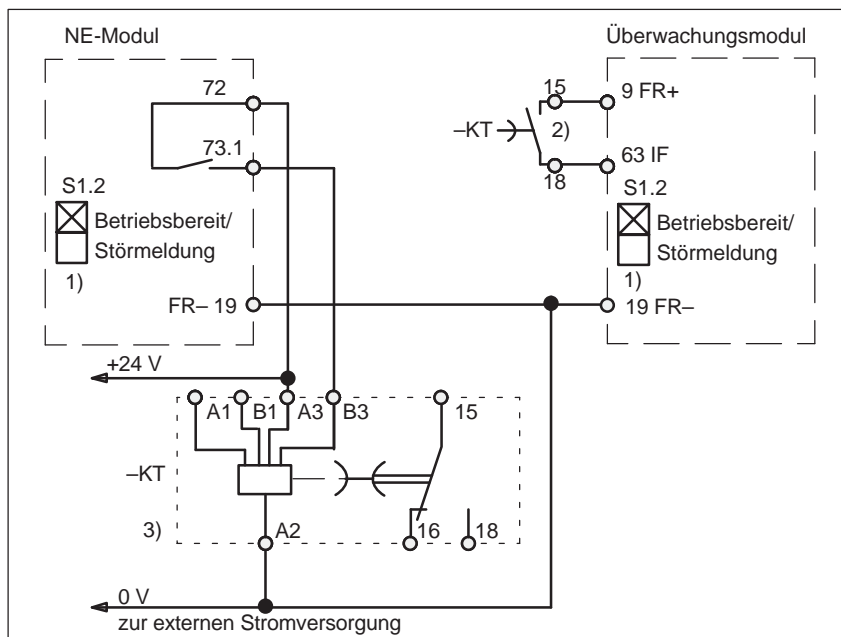 NE-Modul
Überwachungsmodul
72
15
9 FR+
–KT
2)
73.1
63 IF
18
S1.2
Betriebsbereit/
Störmeldung
1)
S1.2
Betriebsbereit/
Störmeldung
1)
FR– 19
19 FR–
+24 V
A1
B1
A3
B3
15
–KT
3)
A2
16
18
0 V
zur externen Stromversorgung